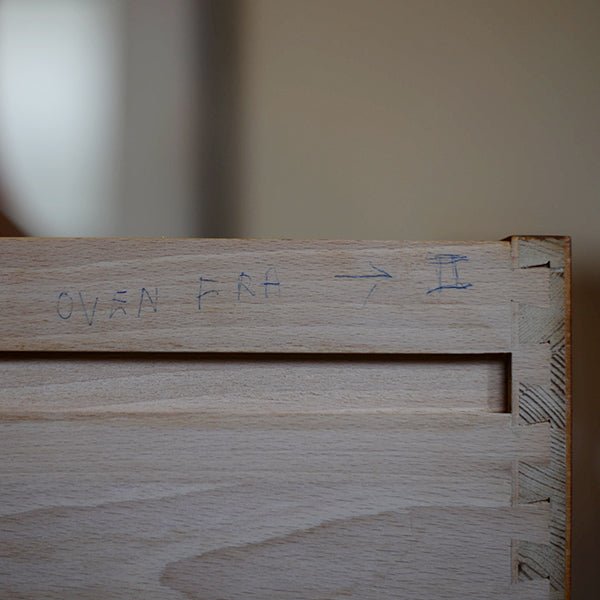 OVEN FRA → II